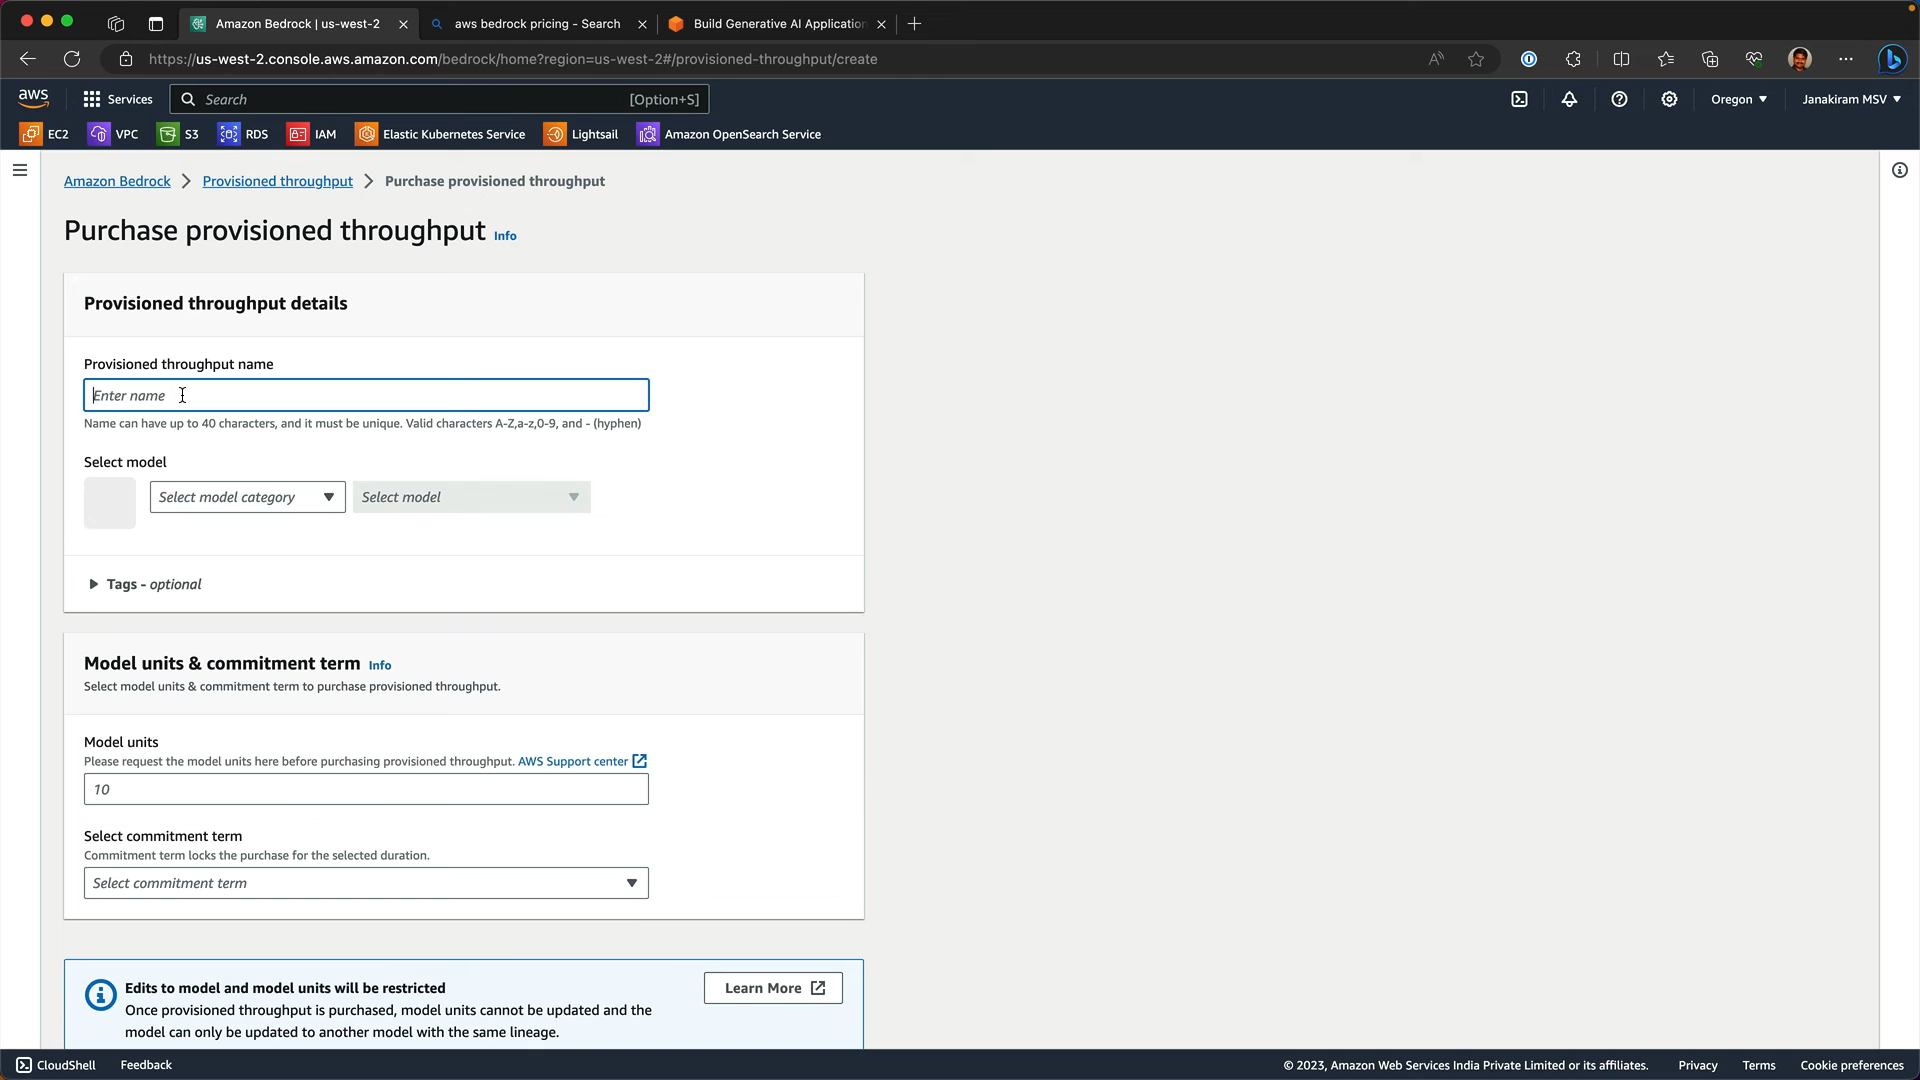 Amazon Bedrock | us-west-2
aws bedrock pricing - Search
Build Generative AI Application
https://us-west-2.console.aws.amazon.com/bedrock/home?region=us-west-2#/provisioned-throughput/create
aws
Services
Search
[Option+S]
Oregon
Janakiram MSV
EC2
VPC
S3
RDS
IAM
Elastic Kubernetes Service
Lightsail
Amazon OpenSearch Service
Amazon Bedrock
Provisioned throughput
Purchase provisioned throughput
Purchase provisioned throughput Info
Provisioned throughput details
Provisioned throughput name
Enter name
Name can have up to 40 characters, and it must be unique. Valid characters A-Z,a-z,0-9, and - (hyphen)
Select model
Select model category
Select model
Tags - optional
Model units & commitment term Info
Select model units & commitment term to purchase provisioned throughput.
Model units
Please request the model units here before purchasing provisioned throughput. AWS Support center
10
Select commitment term
Commitment term locks the purchase for the selected duration.
Select commitment term
Edits to model and model units will be restricted
Learn More
Once provisioned throughput is purchased, model units cannot be updated and the
model can only be updated to another model with the same lineage.
CloudShell
Feedback
© 2023, Amazon Web Services India Private Limited or its affiliates.
Privacy
Terms
Cookie preferences